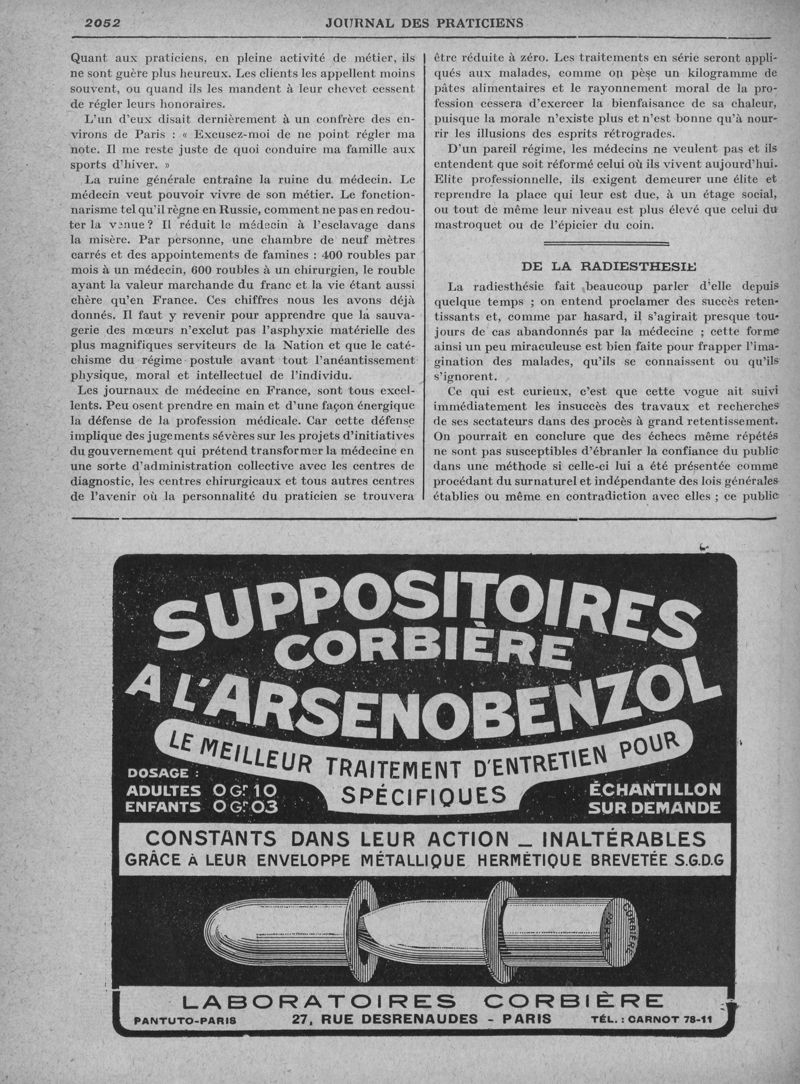 2052 JOURNAL DES PRATICIENS
Quant aux praticiens, en pleine activité de métier, ils
ne sont guère plus heureux. Les clients les appellent moins
souvent, ou quand ils les mandent à leur chevet cessent
de régler leurs honoraires.
L'un d'eux disait dernièrement à un confrère des en-
virons de Paris : « Excusez-moi de ne point régler ma
note. Il me reste juste de quoi conduire ma famille aux
sports d'hiver. »
La ruine générale entraîne la ruine du médecin. Le
médecin veut pouvoir vivre de son métier. Le fonction-
narisme tel qu'il règne en Russie, comment ne pas en redou-
ter la venue ? Il réduit le médecin à l'esclavage dans
la misère. Par personne, une chambre de neuf mètres
carrés et des appointements de famines : 400 roubles par
mois à un médecin, 600 roubles à un chirurgien, le rouble
ayant la valeur marchande du franc et la vie étant aussi
chère qu'en France. Ces chiffres nous les avons déjà
donnés. Il faut y revenir pour apprendre que la sauva-
gerie des mœurs n'exclut pas l'asphyxie matérielle des
plus magnifiques serviteurs de la Nation et que le caté-
chisme du régime postule avant tout l'anéantissement
physique, moral et intellectuel de l'individu.
Les journaux de médecine en France, sont tous excel-
lents. Peu osent prendre en main et d'une façon énergique
la défense de la profession médicale. Car cette défense
implique des jugements sévères sur les projets d'initiatives
du gouvernement qui prétend transformer la médecine en
une sorte d'administration collective avec les centres de
diagnostic, les centres chirurgicaux et tous autres centres
de l'avenir où la personnalité du praticien se trouvera
être réduite à zéro. Les traitements en série seront appli-
qués aux malades, comme on pèse un kilogramme de
pâtes alimentaires et le rayonnement moral de la pro-
fession cessera d'exercer la bienfaisance de sa chaleur,
puisque la morale n'existe plus et n'est bonne qu'à nour-
rir les illusions des esprits rétrogrades.
D'un pareil régime, les médecins ne veulent pas et ils
entendent que soit réformé celui où ils vivent aujourd'hui.
Elite professionnelle, ils exigent demeurer une élite et
reprendre la place qui leur est due, à un étage social,
ou tout de même leur niveau est plus élevé que celui du
mastroquet ou de l'épicier du coin.
DE LA RADIESTHESIE
La radiesthésie fait beaucoup parler d'elle depuis
quelque temps ; on entend proclamer des succès reten-
tissants et, comme par hasard, il s'agirait presque tou-
jours de cas abandonnés par la médecine ; cette forme
ainsi un peu miraculeuse est bien faite pour frapper l'ima-
gination des malades, qu'ils se connaissent ou qu'ils
s'ignorent.
Ce qui est curieux, c'est que cette vogue ait suivi
immédiatement les insuccès des travaux et recherches
de ses sectateurs dans des procès à grand retentissement.
On pourrait en conclure que des échecs même répétés
ne sont pas susceptibles d'ébranler la confiance du public
dans une méthode si celle-ci lui a été présentée comme
procédant du surnaturel et indépendante des lois générales
établies ou même en contradiction avec elles ; ce public
SUPPOSITOIRES
CORBIÈRE
A L'ARSENOBENZOL
LE MEILLEUR TRAITEMENT D'ENTRETIEN POUR
SPÉCIFIQUES
DOSAGE :
ADULTES 0 Gr 10
ENFANTS 0 Gr 03
ÉCHANTILLON
SUR DEMANDE
CONSTANTS DANS LEUR ACTION — INALTÉRABLES
GRÂCE A LEUR ENVELOPPE MÉTALLIQUE HERMÉTIQUE BREVETÉE S.G.D.G
CORBIÈRE
PARIS
LABORATOIRES CORBIÈRE
PANTUTO-PARIS 27, RUE DESRENAUDES - PARIS TÉL. : CARNOT 78-11